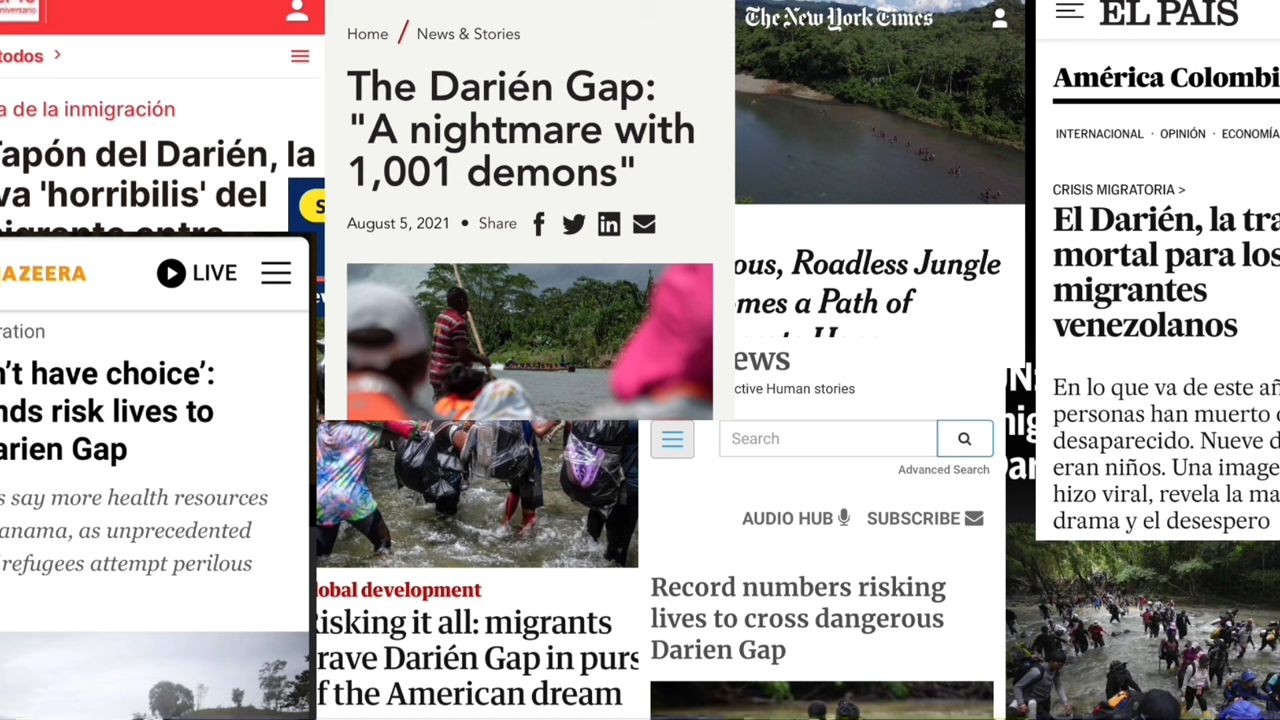 todos
a de la inmigración
Tapón del Darién, la
va 'horribilis' del
AZEERA
LIVE
ration
n't have choice':
nds risk lives to
arien Gap
s say more health resources
anama, as unprecedented
refugees attempt perilous
Home / News & Stories
The Darién Gap:
"A nightmare with
1,001 demons"
August 5, 2021 • Share
lobal development
Risking it all: migrants
rave Darién Gap in purs
f the American dream
The New York Times
ous, Roadless Jungle
omes a Path of
ews
ctive Human stories
Search
Advanced Search
AUDIO HUB SUBSCRIBE
Record numbers risking
lives to cross dangerous
Darien Gap
EL PAÍS
América Colombi
INTERNACIONAL · OPINIÓN · ECONOMÍA
CRISIS MIGRATORIA >
El Darién, la tra
mortal para los
migrantes
venezolanos
En lo que va de este añ
personas han muerto
desaparecido. Nueve d
eran niños. Una image
hizo viral, revela la ma
drama y el desespero